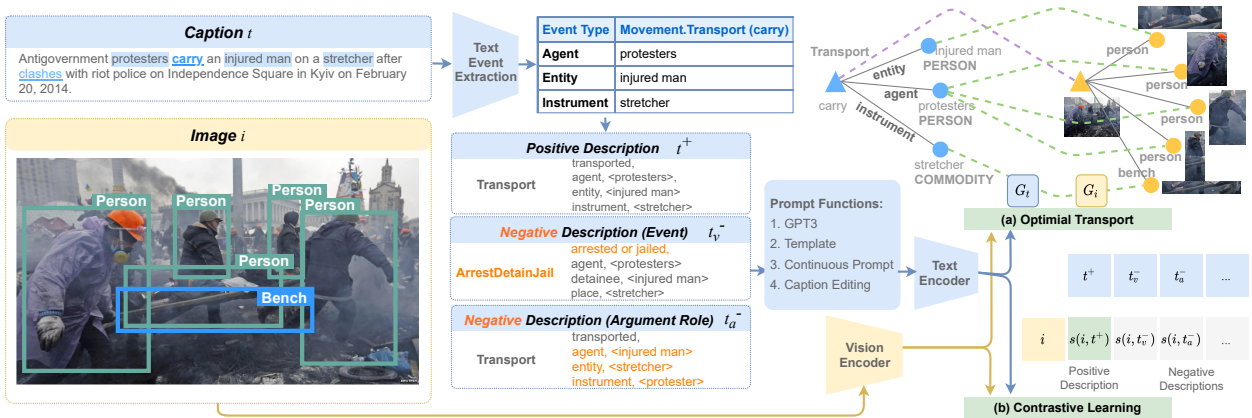 Caption t
Antigovernment protesters carry an injured man on a stretcher after
clashes with riot police on Independence Square in Kyiv on February
20, 2014.
Image i
Person
Person
Person
Person
Person
Bench
Text
Event
Extraction
Event Type Movement.Transport (carry)
Agent protesters
Entity injured man
Instrument stretcher
Positive Description t+
Transport
transported,
agent, <protesters>,
entity, <injured man>
instrument, <stretcher>
Negative Description (Event) tv-
ArrestDetainJail
arrested or jailed,
agent, <protesters>
detainee, <injured man>
place, <stretcher>
Negative Description (Argument Role) ta-
Transport
transported,
agent, <injured man>
entity, <stretcher>
instrument, <protester>
Prompt Functions:
1. GPT3
2. Template
3. Continuous Prompt
4. Caption Editing
Text
Encoder
Vision
Encoder
Transport
carry
entity
agent
instrument
injured man
PERSON
protesters
PERSON
stretcher
COMMODITY
person
person
person
person
bench
Gt
Gi
(a) Optimial Transport
t+ tv- ta- ...
i s(i, t+) s(i, tv-) s(i, ta-) ...
Positive
Description
Negative
Descriptions
(b) Contrastive Learning